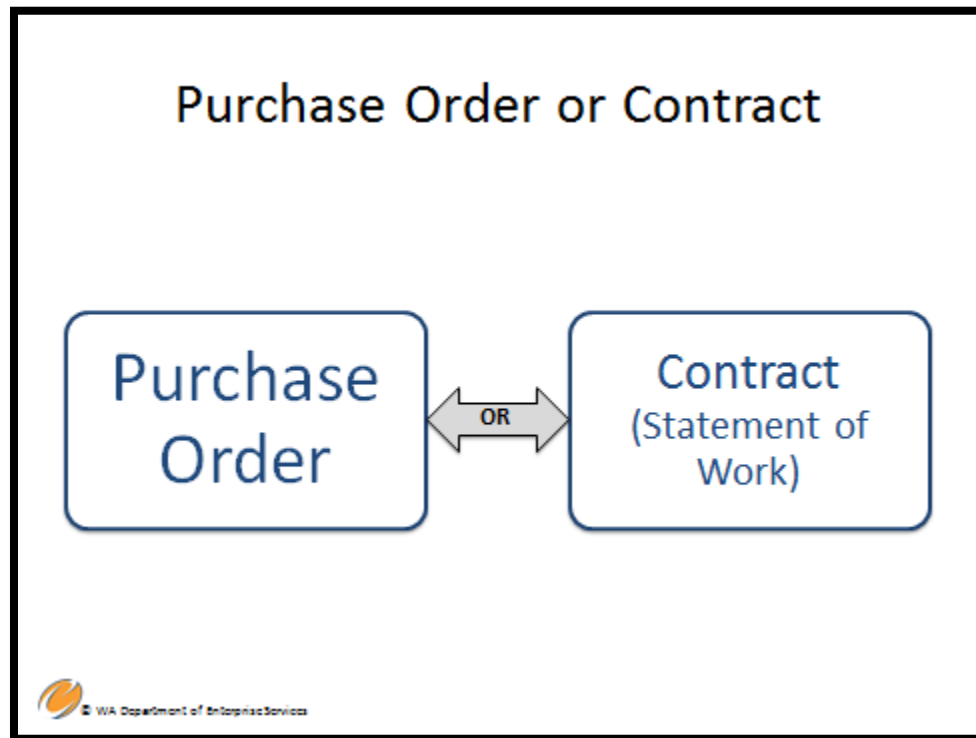 Purchase Order or Contract
Purchase
Order
OR
Contract
(Statement of
Work)
© WA Department of Enterprise Services